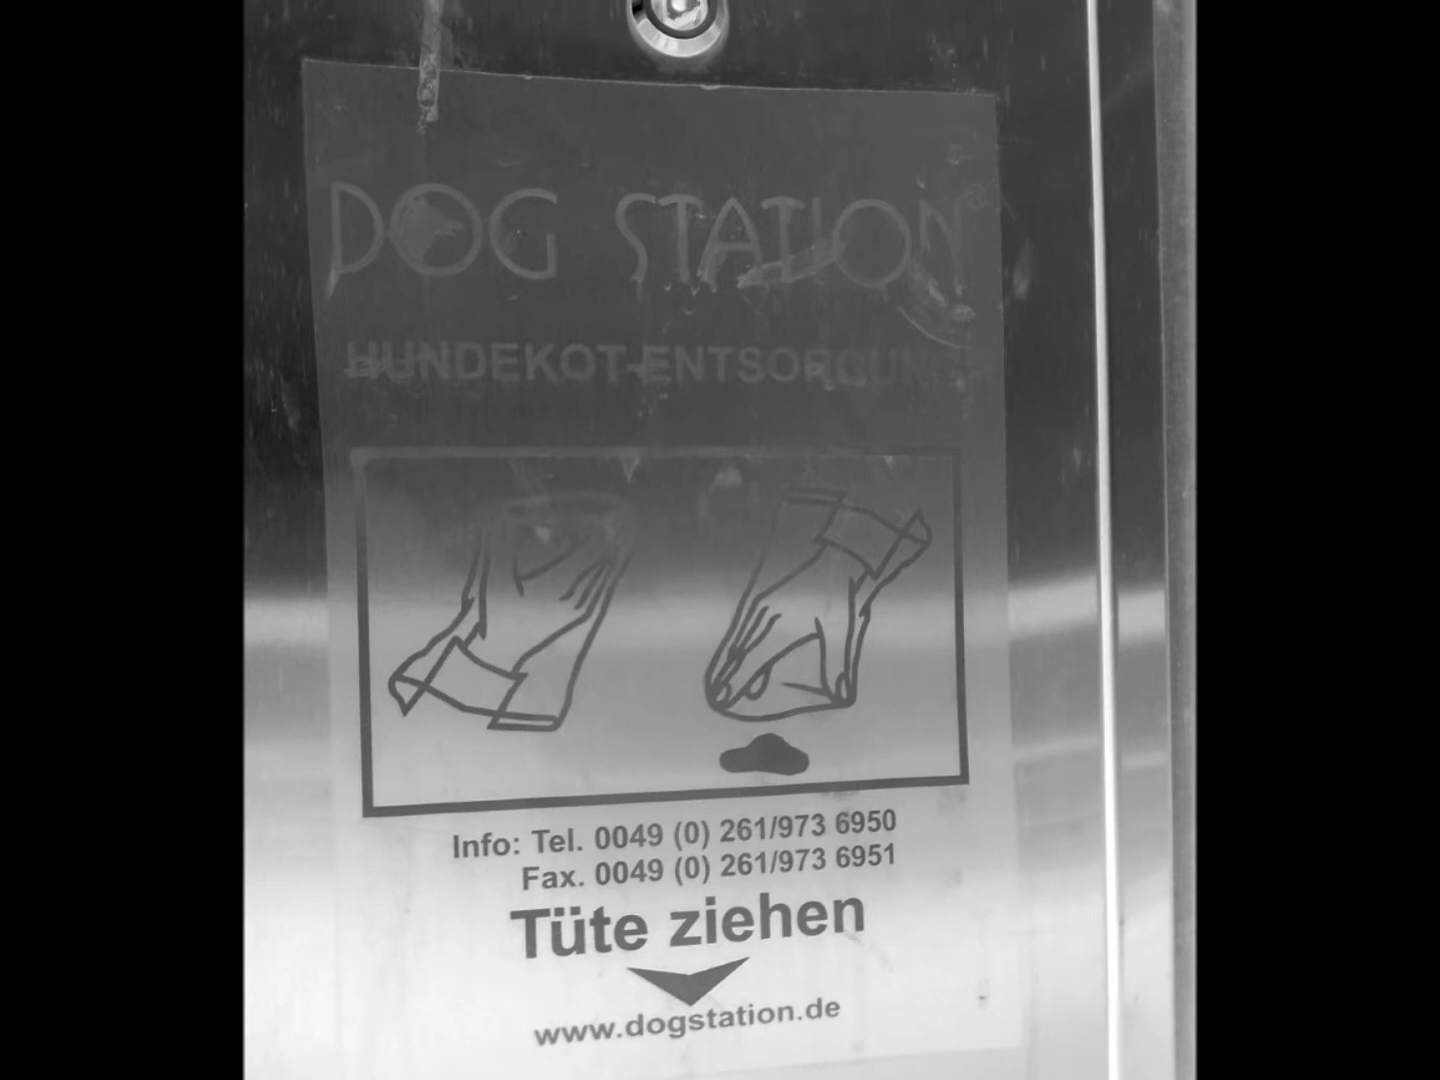 DOG STATION
HUNDEKOT-ENTSORGUNG
Info: Tel. 0049 (0) 261/973 6950
Fax. 0049 (0) 261/973 6951
Tüte ziehen
www.dogstation.de